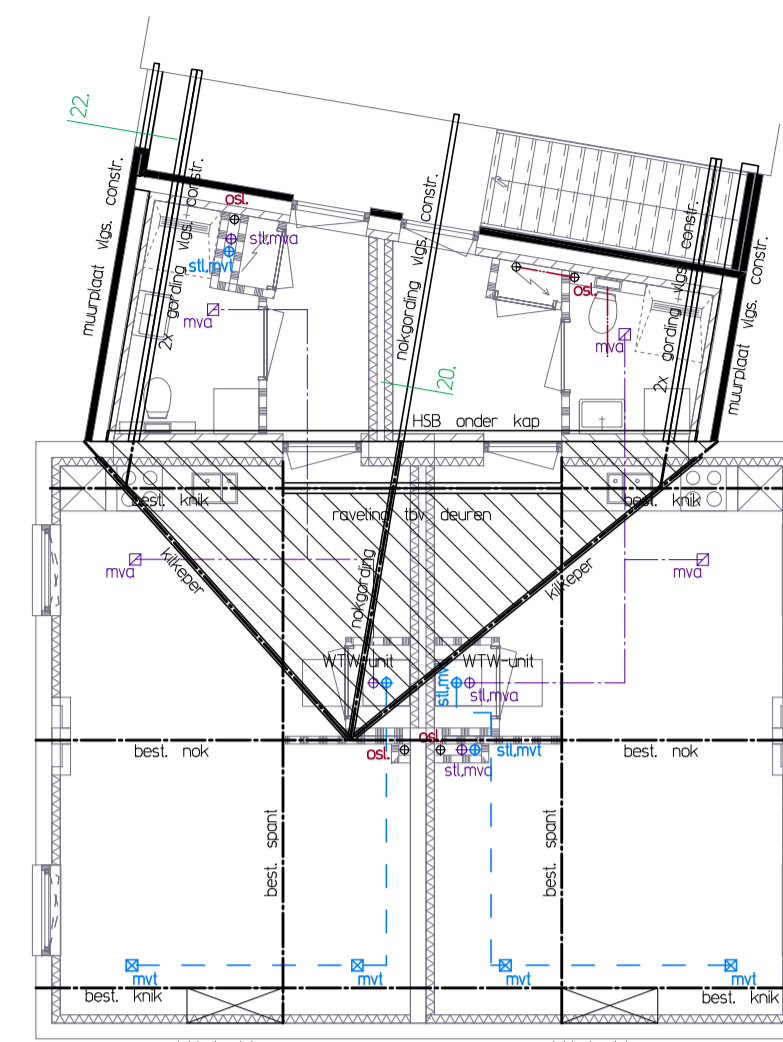 22.
muurplaat vlgs. constr.
2x gording vlgs. constr.
osl.
stl,mva
stl,mvt
mva
nokgording vlgs. constr.
20.
osl.
mva
2x gording vlgs. constr.
muurplaat vlgs. constr.
HSB onder kap
best. knik
raveling tbv deuren
best. knik
mva
kilkeper
nokgording
kilkeper
mva
WTW-unit
WTW-unit
stl,mvt
stl,mva
best. nok
osl.
osl.
stl,mva
stl,mvt
best. nok
best. spant
best. spant
mvt
mvt
mvt
mvt
best. knik
best. knik